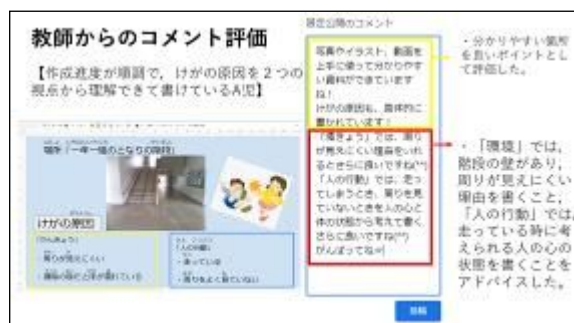 教師からのコメント評価
【作成進度が順調で，けがの原因を２つの
視点から理解できて書けているA児】
場所「一年一組のとなりの階段」
けがの原因
・周りが見えにくい
「人の行動」
・走っている
・周りをよく見ていない
限定公開のコメント
写真やイラスト、動画を
上手に使って分かりやす
い資料ができています
ね！
けがの原因も、具体的に
書かれています！
「環きょう」では、周り
が見えにくい理由をいれ
るとさらに良いですね(^^)
「人の行動」では、走っ
てしまうとき、周りを見
ていないときを人の心と
体の状態から考えて書く
さらに良いですね(^^)
がんばってね
投稿
・分かりやすい箇所
を良いポイントとし
て評価した。
・「環境」では，
階段の壁があり，
周りが見えにくい
理由を書くこと，
「人の行動」では，
走っている時に考
えられる人の心の
状態を書くことを
アドバイスした。